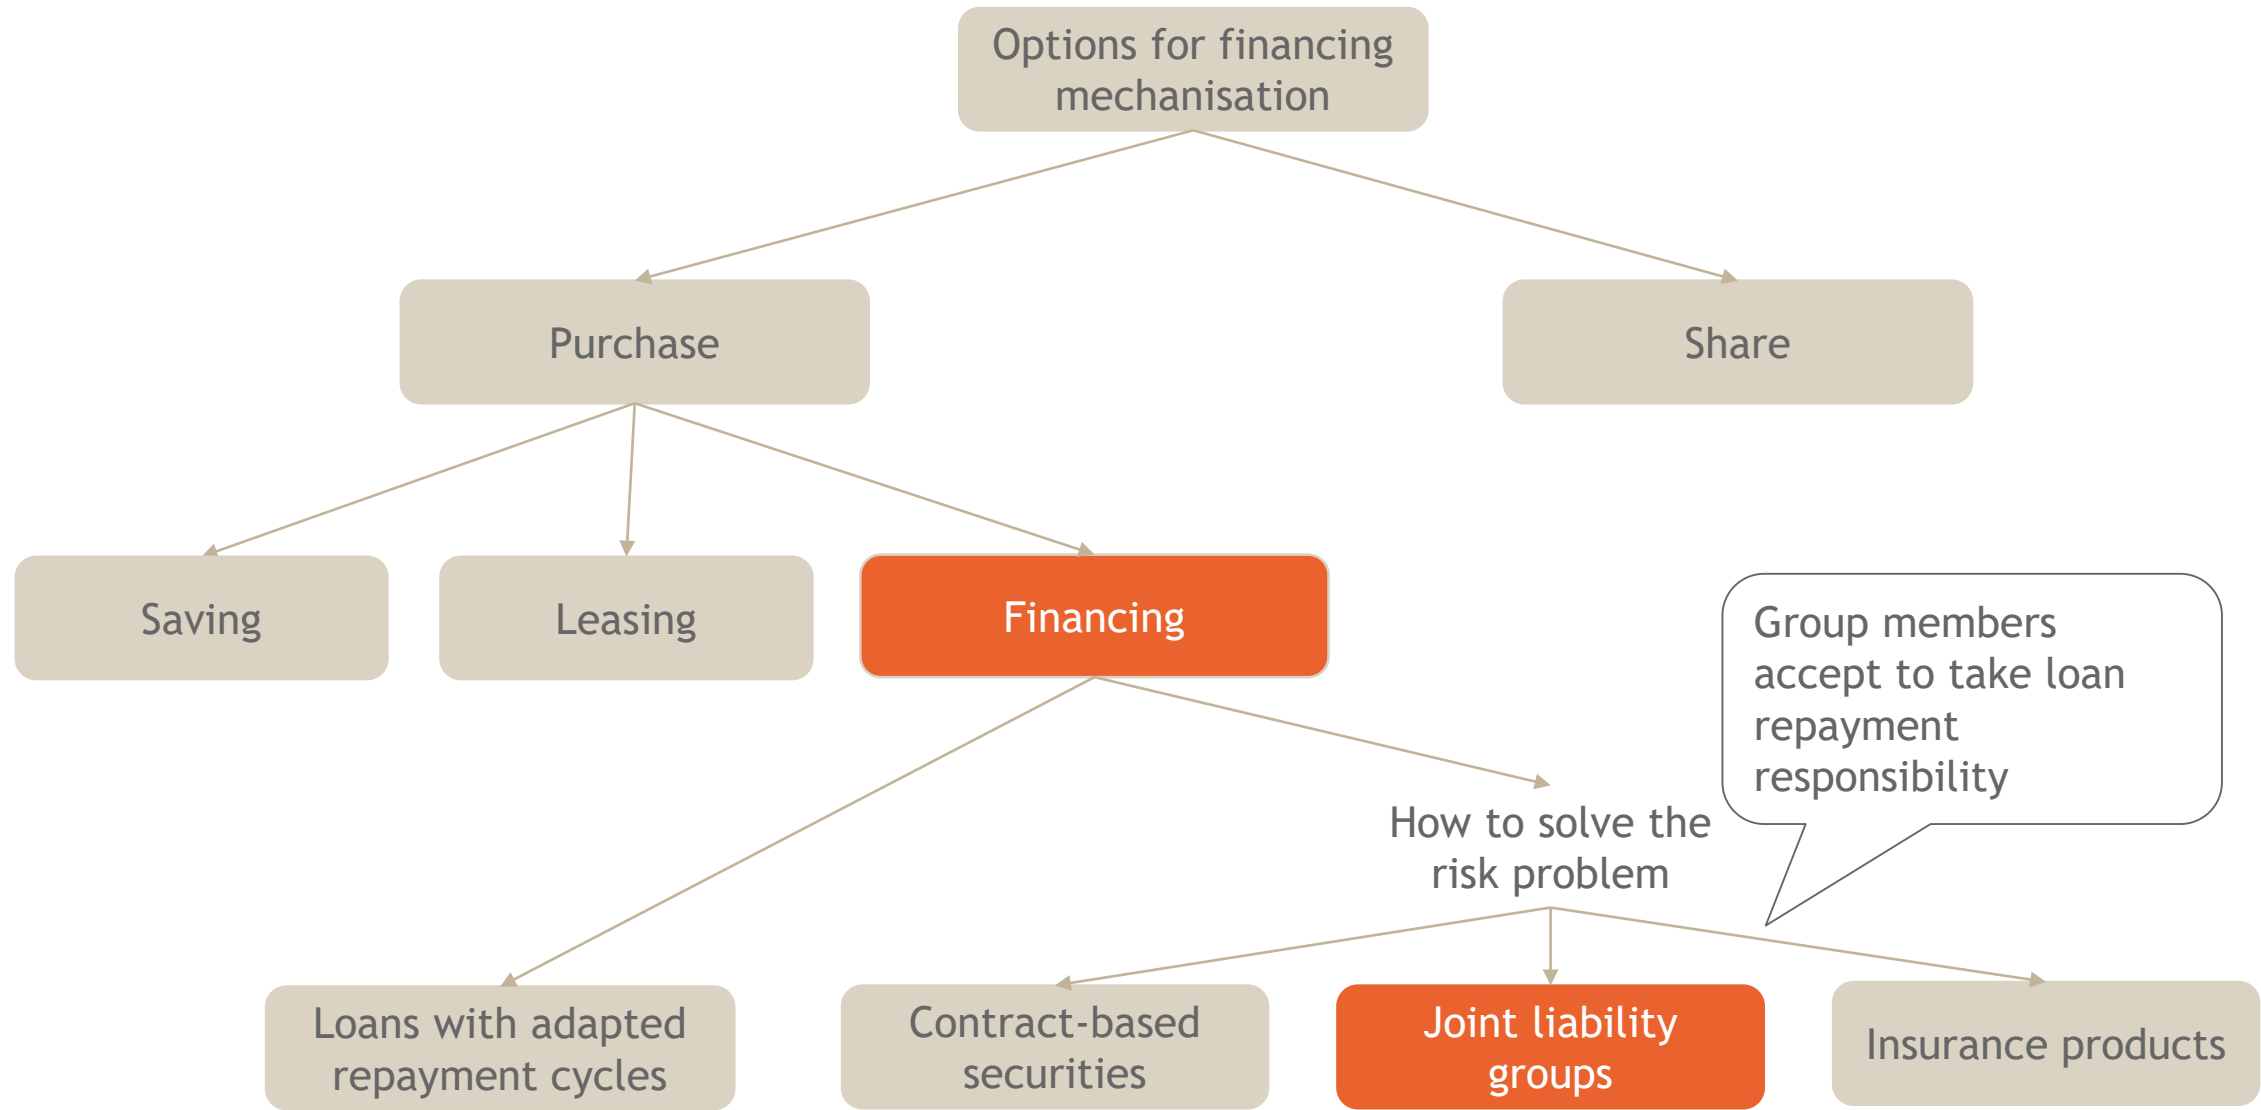 Options for financing
mechanisation
Purchase
Share
Saving
Leasing
Financing
Group members
accept to take loan
repayment
responsibility
How to solve the
risk problem
Loans with adapted
repayment cycles
Contract-based
securities
Joint liability
groups
Insurance products